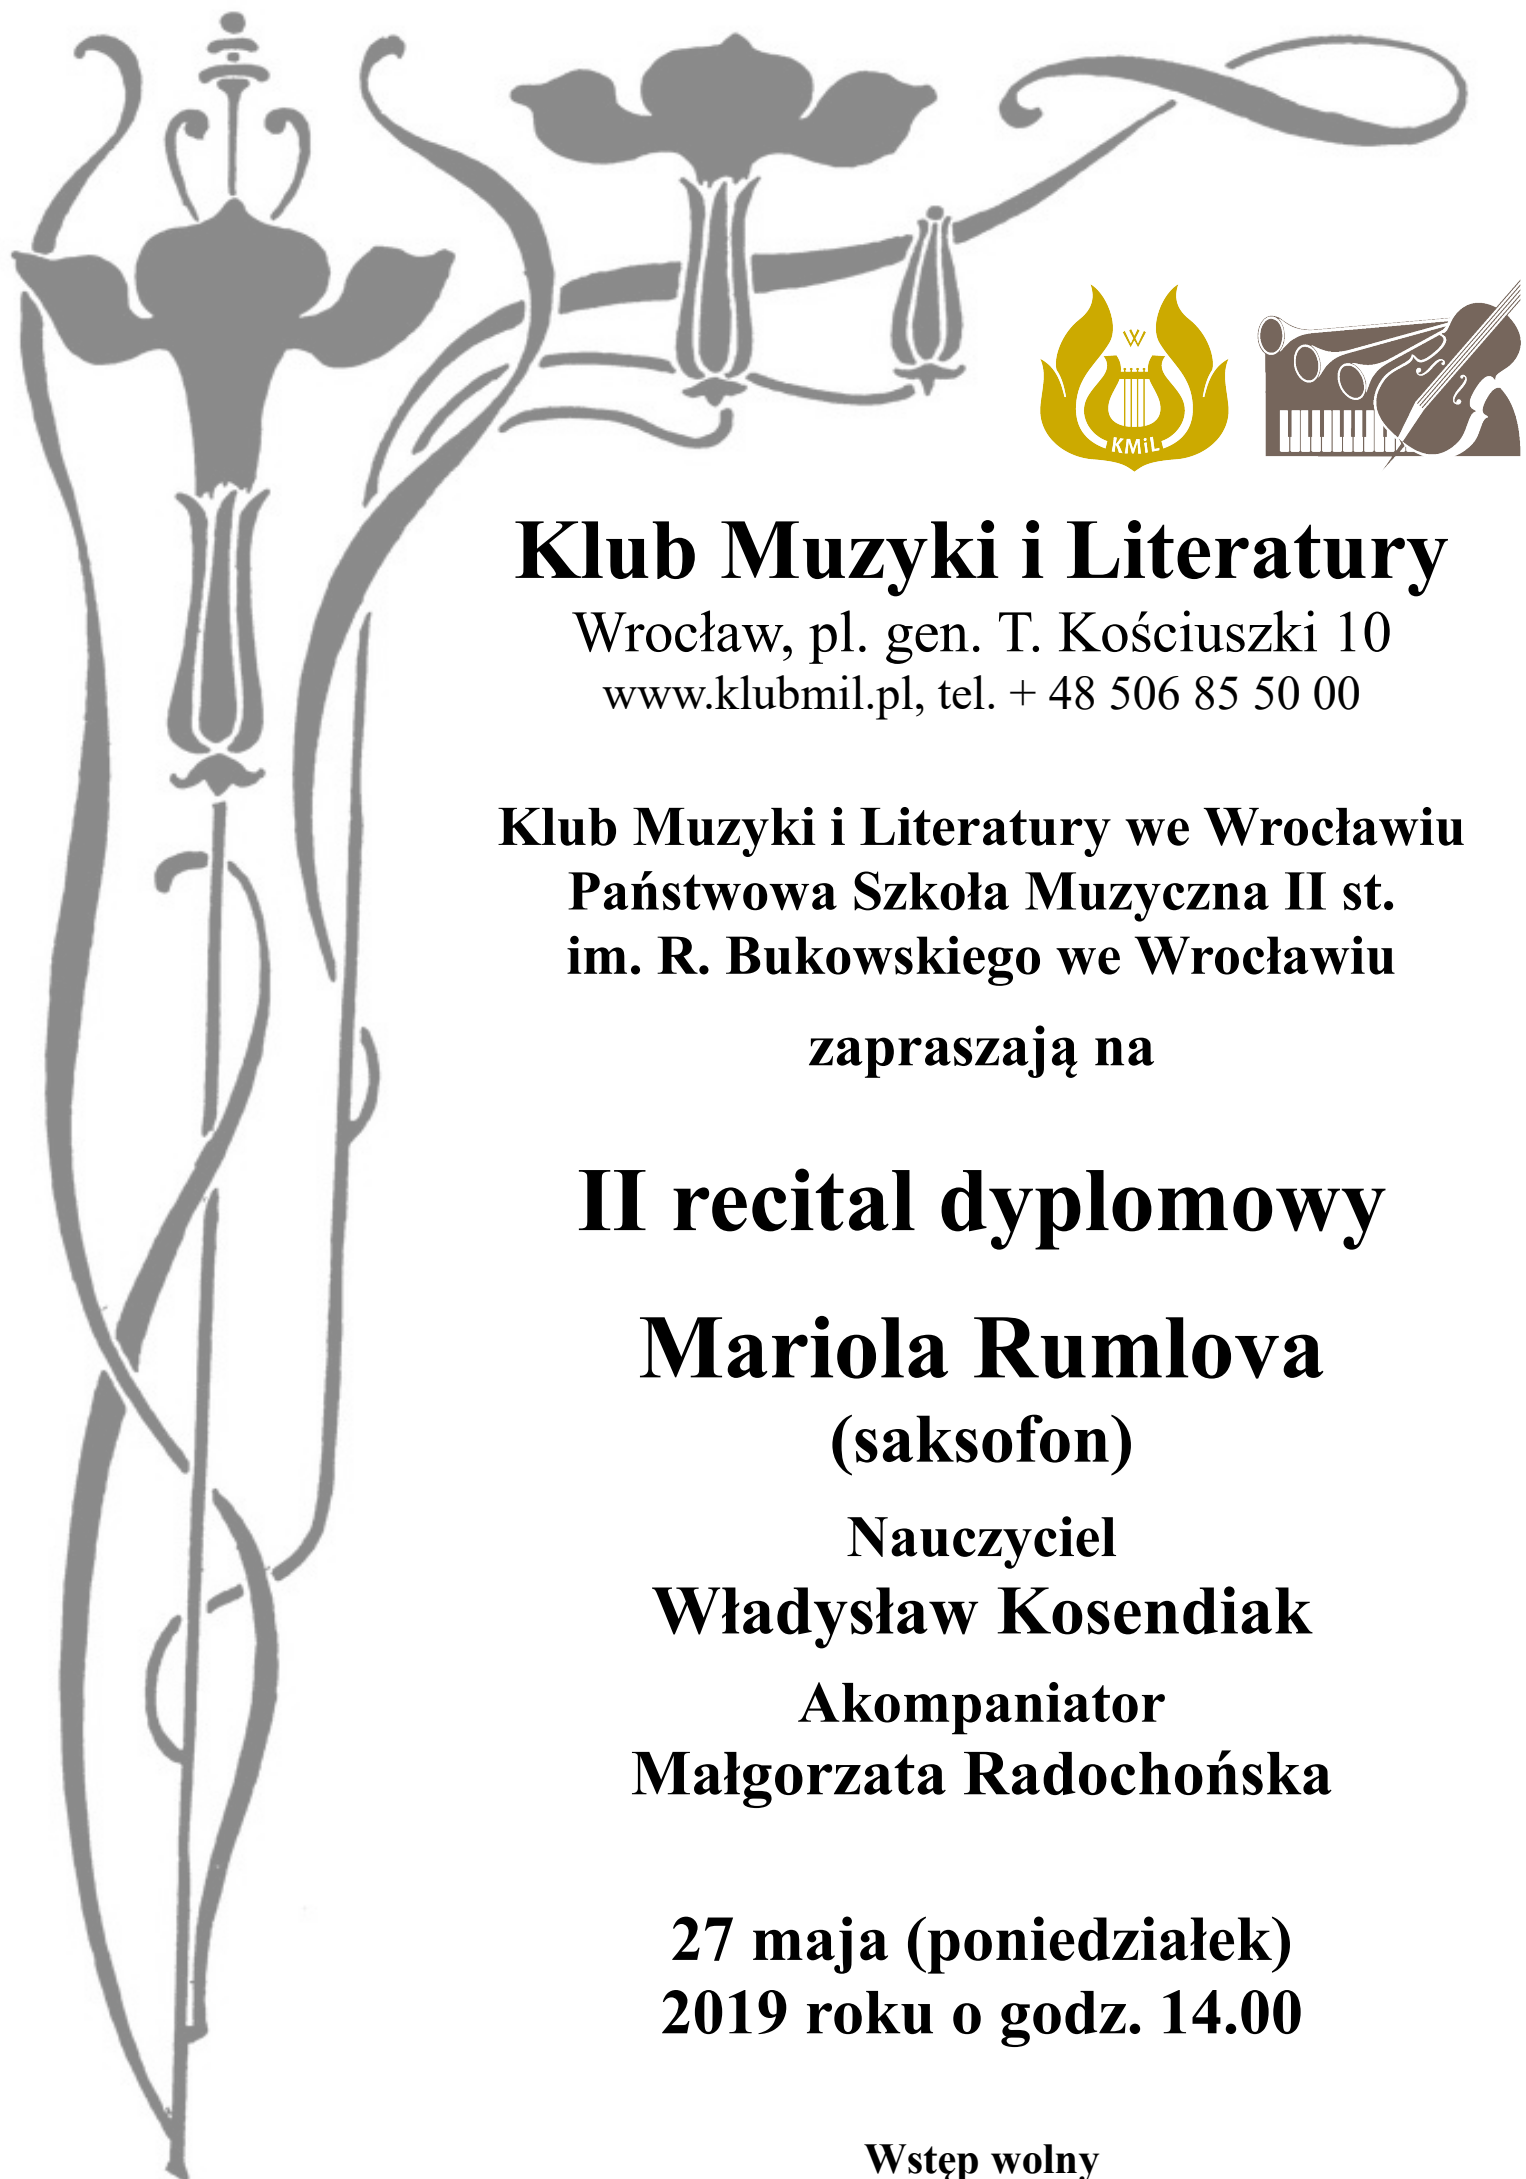 W
KMiL
Klub Muzyki i Literatury
Wrocław, pl. gen. T. Kościuszki 10
www.klubmil.pl, tel. + 48 506 85 50 00
Klub Muzyki i Literatury we Wrocławiu
Państwowa Szkoła Muzyczna II st.
im. R. Bukowskiego we Wrocławiu
zapraszają na
II recital dyplomowy
Mariola Rumlova
(saksofon)
Nauczyciel
Władysław Kosendiak
Akompaniator
Małgorzata Radochońska
27 maja (poniedziałek)
2019 roku o godz. 14.00
Wstęp wolny